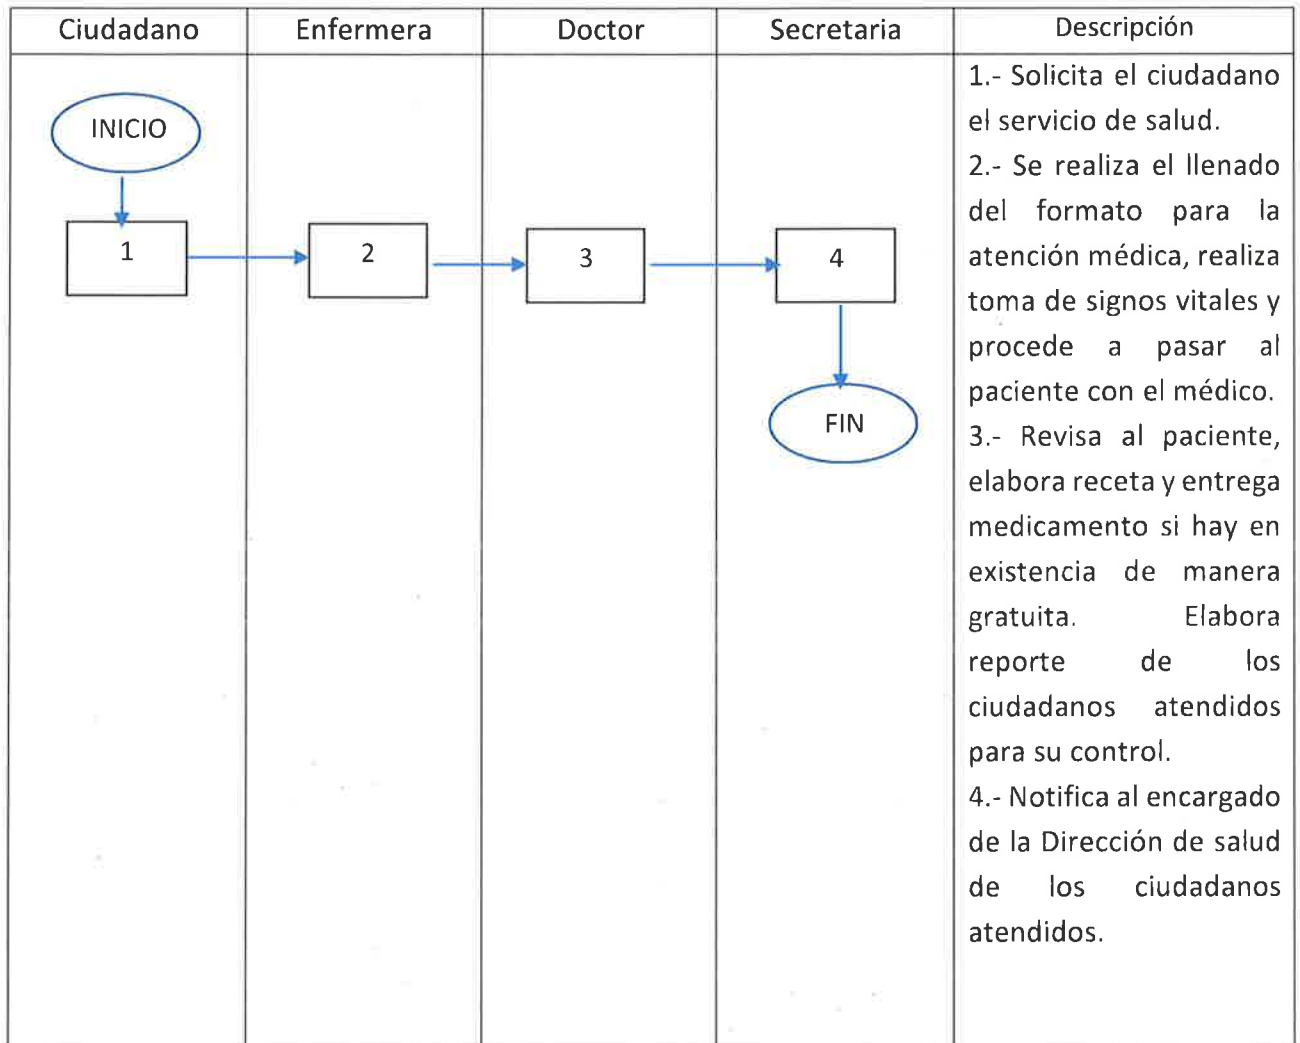 Ciudadano Enfermera Doctor Secretaria Descripción
INICIO
1
2
3
4
FIN
1.- Solicita el ciudadano
el servicio de salud.
2.- Se realiza el llenado
del formato para la
atención médica, realiza
toma de signos vitales y
procede a pasar al
paciente con el médico.
3.- Revisa al paciente,
elabora receta y entrega
medicamento si hay en
existencia de manera
gratuita. Elabora
reporte de los
ciudadanos atendidos
para su control.
4.- Notifica al encargado
de la Dirección de salud
de los ciudadanos
atendidos.